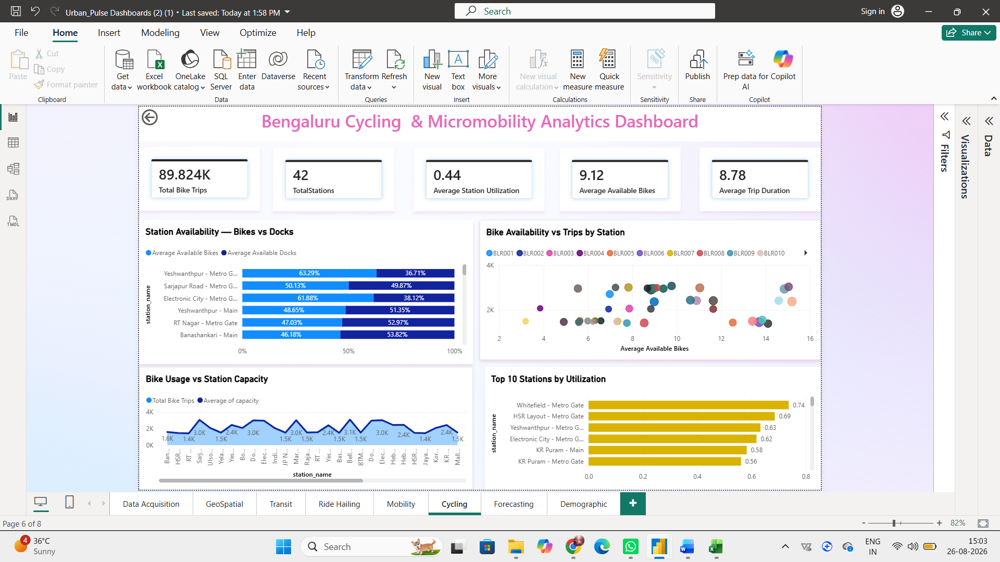 Urban_Pulse Dashboards (2) (1) • Last saved: Today at 1:58 PM
Search
Sign in
File Home Insert Modeling View Optimize Help
Share
Paste
Cut
Copy
Format painter
Clipboard
Get data
Excel workbook
OneLake catalog
SQL Server
Enter data
Dataverse
Recent sources
Data
Transform data
Refresh
Queries
New visual
Text box
More visuals
Insert
New visual calculation
New measure
Quick measure
Calculations
Sensitivity
Sensitivity
Publish
Share
Prep data for AI
Copilot
Copilot
DAX
TMDL
Bengaluru Cycling & Micromobility Analytics Dashboard
89.824K
Total Bike Trips
42
TotalStations
0.44
Average Station Utilization
9.12
Average Available Bikes
8.78
Average Trip Duration
Station Availability — Bikes vs Docks
Average Available Bikes Average Available Docks
station_name
Yeshwanthpur - Metro G... 63.29% 36.71%
Sarjapur Road - Metro G... 50.13% 49.87%
Electronic City - Metro G... 61.88% 38.12%
Yeshwanthpur - Main 48.65% 51.35%
RT Nagar - Metro Gate 47.03% 52.97%
Banashankari - Main 46.18% 53.82%
0% 50% 100%
Bike Availability vs Trips by Station
BLR001 BLR002 BLR003 BLR004 BLR005 BLR006 BLR007 BLR008 BLR009 BLR010
4K
2K
2 4 6 8 10 12 14 16
Average Available Bikes
Bike Usage vs Station Capacity
Total Bike Trips Average of capacity
4K
2K
0K
1.6K 1.4K 3.0K 1.5K 2.4K 3.0K 1.5K 3.0K 1.5K 2.4K 1.5K 3.1K 1.5K 3.0K 2.4K 1.4K 2.4K 1.5K
Ban... HSR... RT ... Sarj... Ulso... Yela... Yes... Bo... Do... Elec... Indi... JP N... Mar... Raja... RT ... Yes... Bas... Bell... BTM... Do... Elec... Heb... Heb... HSR... Jaya... Kor... KR ... Mall...
station_name
Top 10 Stations by Utilization
station_name
Whitefield - Metro Gate 0.74
HSR Layout - Metro Gate 0.69
Yeshwanthpur - Metro G... 0.63
Electronic City - Metro G... 0.62
KR Puram - Main 0.58
KR Puram - Metro Gate 0.56
0.0 0.2 0.4 0.6 0.8
Filters
Visualizations
Data
Data Acquisition GeoSpatial Transit Ride Hailing Mobility Cycling Forecasting Demographic +
Page 6 of 8
- + 82%
4
36°C
Sunny
Search
ENG
IN
15:03
26-08-2026